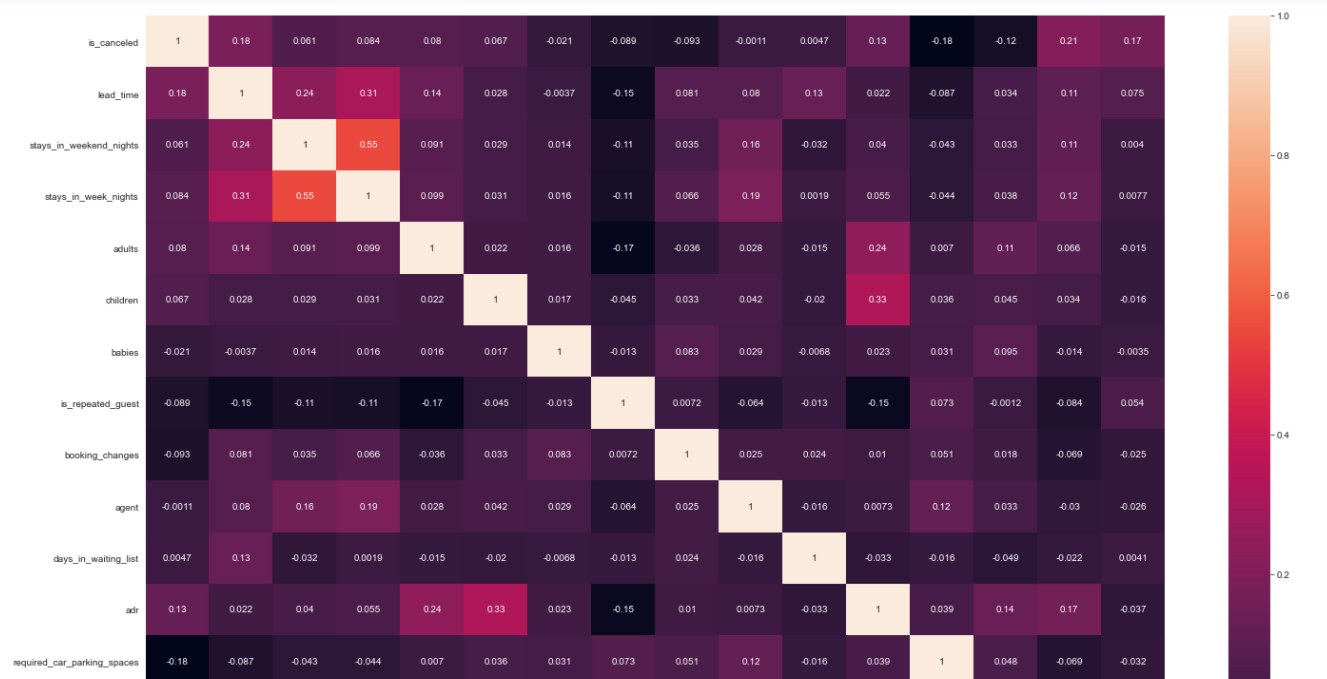 is_canceled 1 0.18 0.061 0.084 0.08 0.067 -0.021 -0.089 -0.093 -0.0011 0.0047 0.13 -0.18 -0.12 0.21 0.17 1.0
lead_time 0.18 1 0.24 0.31 0.14 0.028 -0.0037 -0.15 0.081 0.08 0.13 0.022 -0.087 0.034 0.11 0.075
stays_in_weekend_nights 0.061 0.24 1 0.55 0.091 0.029 0.014 -0.11 0.035 0.16 -0.032 0.04 -0.043 0.033 0.11 0.004 0.8
stays_in_week_nights 0.084 0.31 0.55 1 0.099 0.031 0.016 -0.11 0.066 0.19 0.0019 0.055 -0.044 0.038 0.12 0.0077
adults 0.08 0.14 0.091 0.099 1 0.022 0.016 -0.17 -0.036 0.028 -0.015 0.24 0.007 0.11 0.066 -0.015
children 0.067 0.028 0.029 0.031 0.022 1 0.017 -0.045 0.033 0.042 -0.02 0.33 0.036 0.045 0.034 -0.016 0.6
babies -0.021 -0.0037 0.014 0.016 0.016 0.017 1 -0.013 0.083 0.029 -0.0068 0.023 0.031 0.095 -0.014 -0.0035
is_repeated_guest -0.089 -0.15 -0.11 -0.11 -0.17 -0.045 -0.013 1 0.0072 -0.064 -0.013 -0.15 0.073 -0.0012 -0.084 0.054
booking_changes -0.093 0.081 0.035 0.066 -0.036 0.033 0.083 0.0072 1 0.025 0.024 0.01 0.051 0.018 -0.069 -0.025 0.4
agent -0.0011 0.08 0.16 0.19 0.028 0.042 0.029 -0.064 0.025 1 -0.016 0.0073 0.12 0.033 -0.03 -0.026
days_in_waiting_list 0.0047 0.13 -0.032 0.0019 -0.015 -0.02 -0.0068 -0.013 0.024 -0.016 1 -0.033 -0.016 -0.049 -0.022 0.0041 0.2
adr 0.13 0.022 0.04 0.055 0.24 0.33 0.023 -0.15 0.01 0.0073 -0.033 1 0.039 0.14 0.17 -0.037
required_car_parking_spaces -0.18 -0.087 -0.043 -0.044 0.007 0.036 0.031 0.073 0.051 0.12 -0.016 0.039 1 0.048 -0.069 -0.032